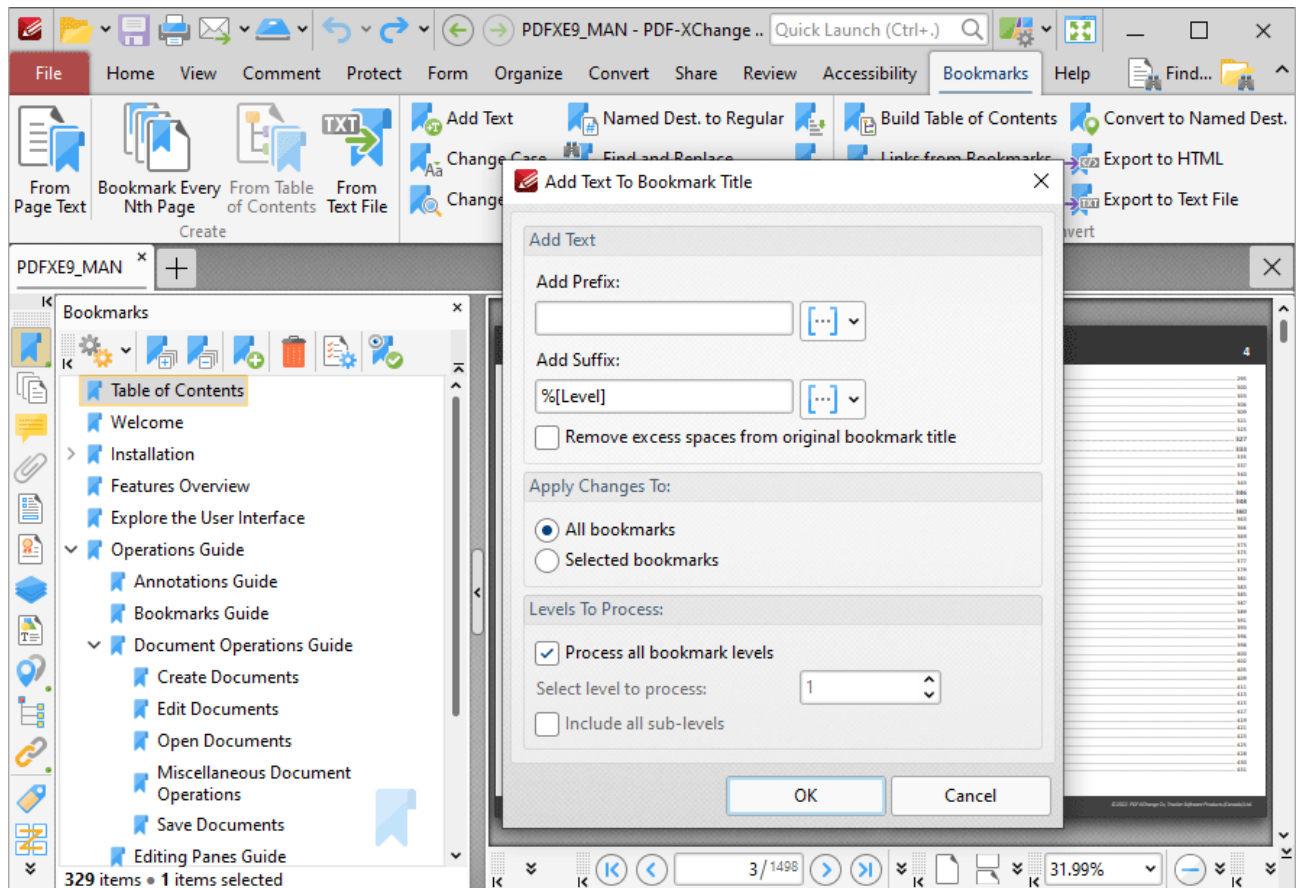 PDFXE9_MAN - PDF-XChange ..
Quick Launch (Ctrl+.)
File Home View Comment Protect Form Organize Convert Share Review Accessibility Bookmarks Help Find...
From
Page Text
Bookmark Every
Nth Page
From Table
of Contents
From
Text File
Create
TXT
Add Text
Change Case
Change
Named Dest. to Regular
Find and Replace
Build Table of Contents
Links from Bookmarks
Convert to Named Dest.
Export to HTML
Export to Text File
PDFXE9_MAN
Bookmarks
Table of Contents
Welcome
Installation
Features Overview
Explore the User Interface
Operations Guide
Annotations Guide
Bookmarks Guide
Document Operations Guide
Create Documents
Edit Documents
Open Documents
Miscellaneous Document
Operations
Save Documents
Editing Panes Guide
329 items • 1 items selected
Add Text To Bookmark Title
Add Text
Add Prefix:
Add Suffix:
%[Level]
Remove excess spaces from original bookmark title
Apply Changes To:
All bookmarks
Selected bookmarks
Levels To Process:
Process all bookmark levels
Select level to process:
1
Include all sub-levels
OK
Cancel
4
3 / 1498
31.99%